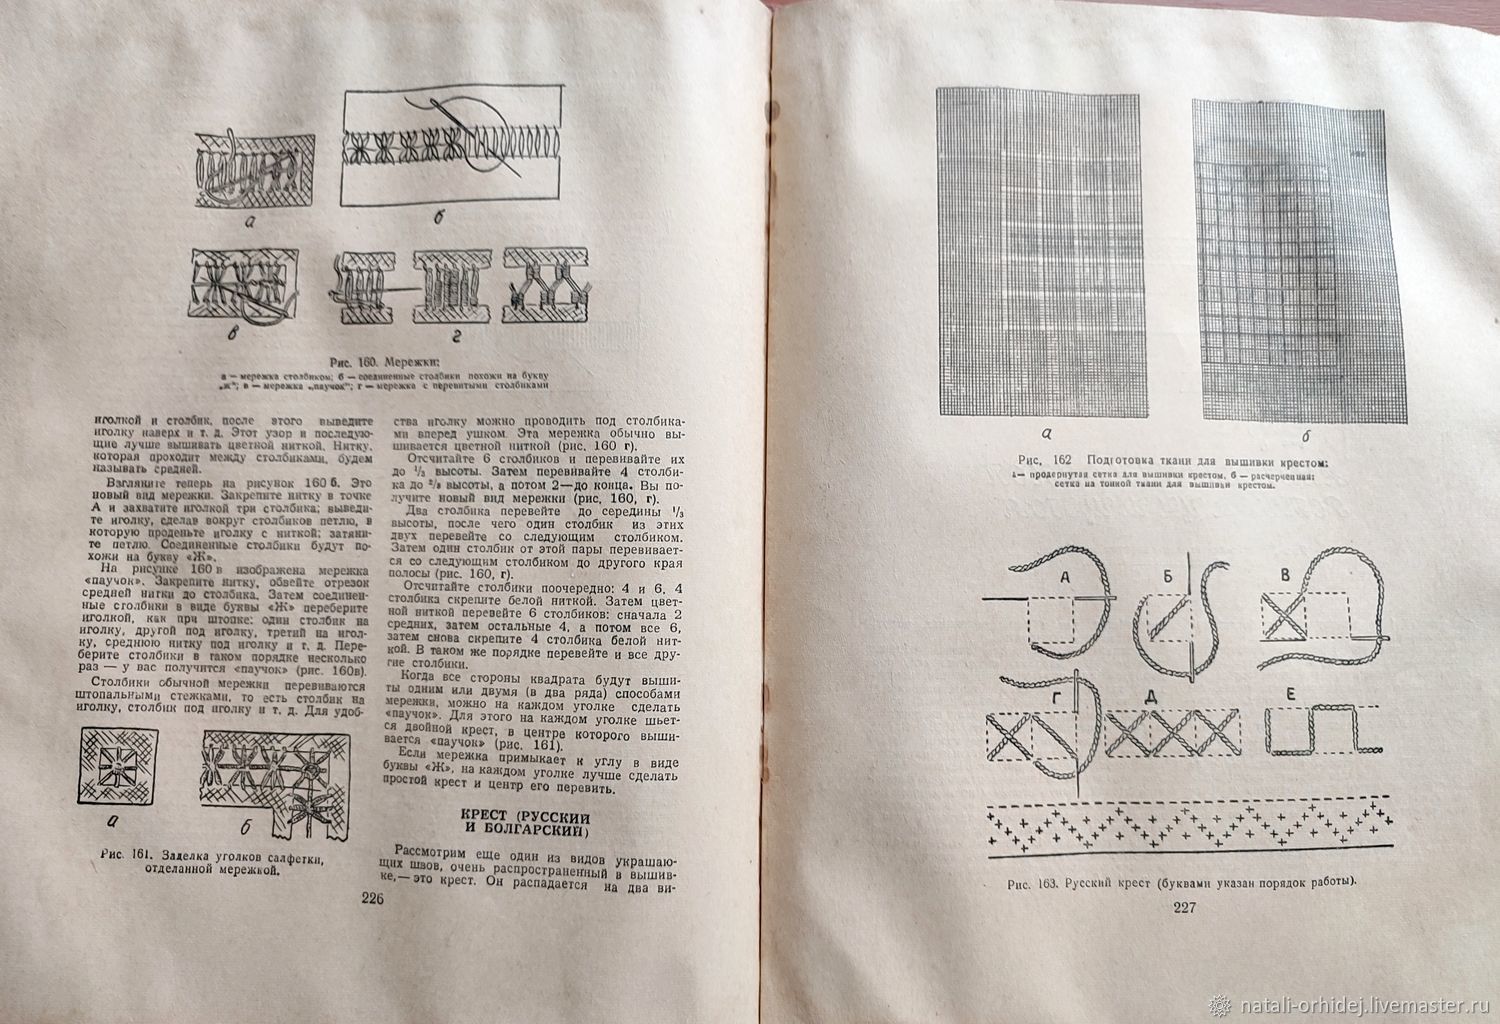 а
б
в
г
Рис. 160. Мережки:
а — мережка столбиком; б — соединенные столбики похожи на букву
„ж“; в — мережка „паучок“; г — мережка с перевитыми столбиками
иголкой и столбик, после этого выведите
иголку наверх и т. д. Этот узор и последую-
щие лучше вышивать цветной ниткой. Нитку,
которая проходит между столбиками, будем
называть средней.
Взгляните теперь на рисунок 160 б. Это
новый вид мережки. Закрепите нитку в точке
А и захватите иголкой три столбика; выведи-
те иголку, сделав вокруг столбиков петлю, в
которую проденьте иголку с ниткой; затяни-
те петлю. Соединенные столбики будут по-
хожи на букву «Ж».
На рисунке 160 в изображена мережка
«паучок». Закрепите нитку, обвейте отрезок
средней нитки до столбика. Затем соединен-
ные столбики в виде буквы «Ж» переберите
иголкой, как при штопке: один столбик на
иголку, другой под иголку, третий на игол-
ку, среднюю нитку под иголку и т. д. Пере-
берите столбики в таком порядке несколько
раз — у вас получится «паучок» (рис. 160в).
Столбики обычной мережки перевиваются
штопальными стежками, то есть столбик на
иголку, столбик под иголку и т. д. Для удоб-
а
б
Рис. 161. Заделка уголков салфетки,
отделанной мережкой.
ства иголку можно проводить под столбика-
ми вперед ушком. Эта мережка обычно вы-
шивается цветной ниткой (рис. 160 г).
Отсчитайте 6 столбиков и перевивайте их
до ⅓ высоты. Затем перевивайте 4 столби-
ка до ⅔ высоты, а потом 2—до конца. Вы по-
лучите новый вид мережки (рис, 160, г).
Два столбика перевейте до середины ⅓
высоты, после чего один столбик из этих
двух перевейте со следующим столбиком.
Затем один столбик от этой пары перевивает-
ся со следующим столбиком до другого края
полосы (рис. 160, г).
Отсчитайте столбики поочередно: 4 и 6, 4
столбика скрепите белой ниткой. Затем цвет-
ной ниткой перевейте 6 столбиков: сначала 2
средних, затем остальные 4, а потом все 6,
затем снова скрепите 4 столбика белой нит-
кой. В таком же порядке перевейте и все дру-
гие столбики.
Когда все стороны квадрата будут выши-
ты одним или двумя (в два ряда) способами
мережки, можно на каждом уголке сделать
«паучок». Для этого на каждом уголке шьет-
ся двойной крест, в центре которого выши-
вается «паучок» (рис. 161).
Если мережка примыкает к углу в виде
буквы «Ж», на каждом уголке лучше сделать
простой крест и центр его перевить.
КРЕСТ (РУССКИЙ
И БОЛГАРСКИЙ)
Рассмотрим еще один из видов украшаю-
щих швов, очень распространенный в вышив-
ке,— это крест. Он распадается на два ви-
226
а
б
Рис. 162 Подготовка ткани для вышивки крестом:
а— продернутая сетка для вышивки крестом, б — расчерченная:
сетка на тонкой ткани для вышивки крестом.
А
Б
В
Г
Д
Е
Рис. 163. Русский крест (буквами указан порядок работы).
227
natali-orhidej.livemaster.ru